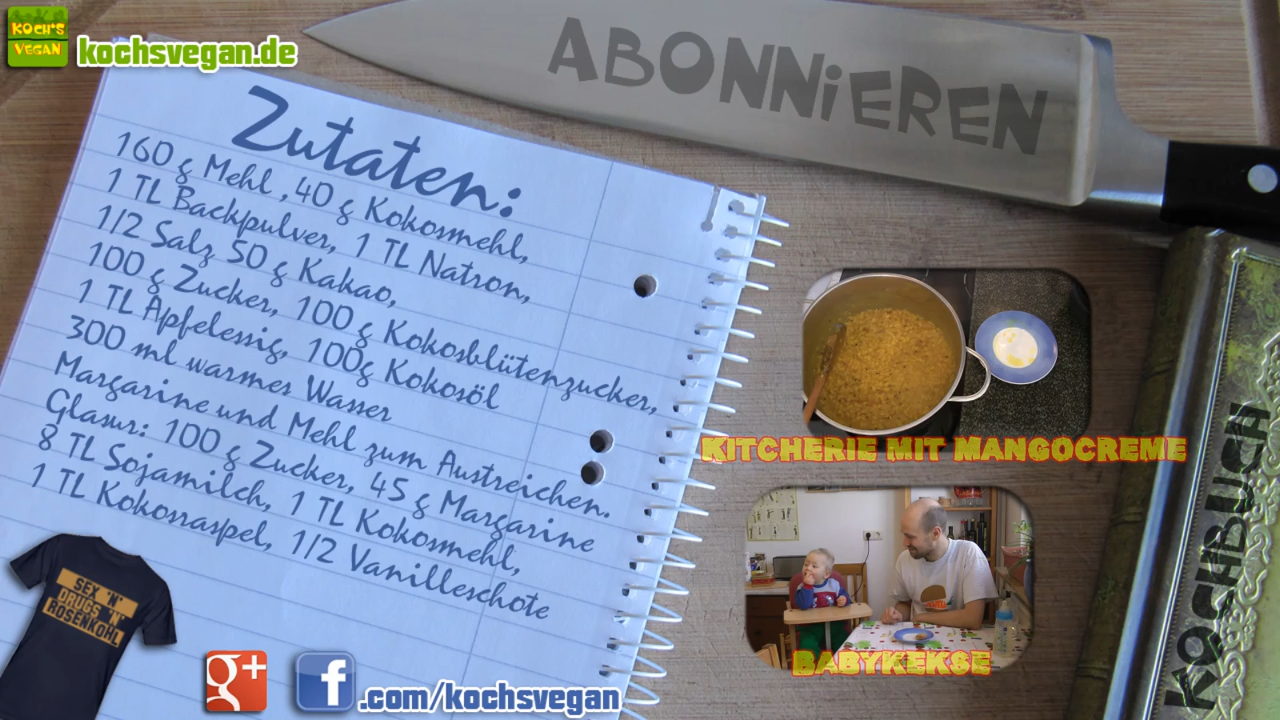 KOCH'S
VEGAN
kochsvegan.de
ABONNiEREN
Zutaten:
160 g Mehl ,40 g Kokosmehl,
1 TL Backpulver, 1 TL Natron,
1/2 Salz 50 g Kakao,
100 g Zucker, 100 g Kokosblütenzucker,
1 TL Apfelessig, 100g Kokosöl
300 ml warmes Wasser
Margarine und Mehl zum Austreichen.
Glasur: 100 g Zucker, 45 g Margarine
8 TL Sojamilch, 1 TL Kokosmehl,
1 TL Kokosraspel, 1/2 Vanilleschote
KITCHERIE MIT MANGOCREME
BABYKEKSE
KOCHBUCH
SEX 'N'
DRUGS 'N'
ROSENKOHL
g+
f
.com/kochsvegan